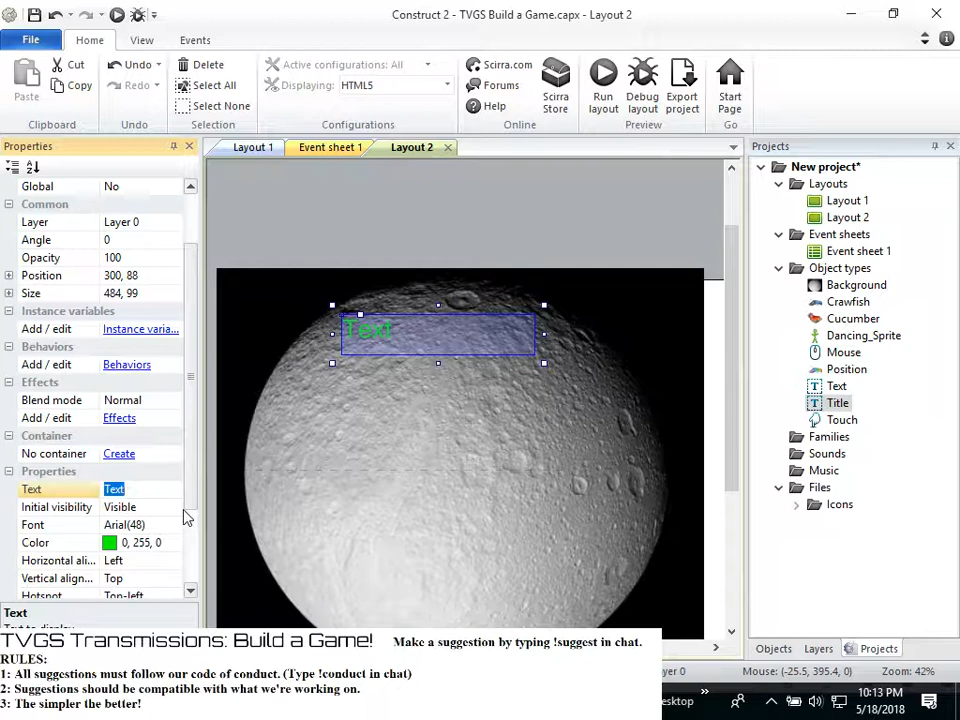 Construct 2 - TVGS Build a Game.capx - Layout 2
File
Home
View
Events
Paste
Cut
Copy
Clipboard
Undo
Redo
Undo
Delete
Select All
Select None
Selection
Active configurations: All
Displaying: HTML5
Configurations
Scirra.com
Forums
Help
Scirra Store
Online
Run layout
Debug layout
Export project
Preview
Start Page
Go
Properties
Global No
Common
Layer Layer 0
Angle 0
Opacity 100
Position 300, 88
Size 484, 99
Instance variables
Add / edit Instance varia...
Behaviors
Add / edit Behaviors
Effects
Blend mode Normal
Add / edit Effects
Container
No container Create
Properties
Text Text
Initial visibility Visible
Font Arial(48)
Color 0, 255, 0
Horizontal ali... Left
Vertical align... Top
Hotspot Top-left
Text
Text to display
Layout 1
Event sheet 1
Layout 2
Text
Projects
New project*
Layouts
Layout 1
Layout 2
Event sheets
Event sheet 1
Object types
Background
Crawfish
Cucumber
Dancing_Sprite
Mouse
Position
Text
Title
Touch
Families
Sounds
Music
Files
Icons
Objects
Layers
Projects
er 0
Mouse: (-25.5, 395.4, 0)
Zoom: 42%
TVGS Transmissions: Build a Game! Make a suggestion by typing !suggest in chat.
RULES:
1: All suggestions must follow our code of conduct. (Type !conduct in chat)
2: Suggestions should be compatible with what we're working on.
3: The simpler the better!
esktop
10:13 PM
5/18/2018